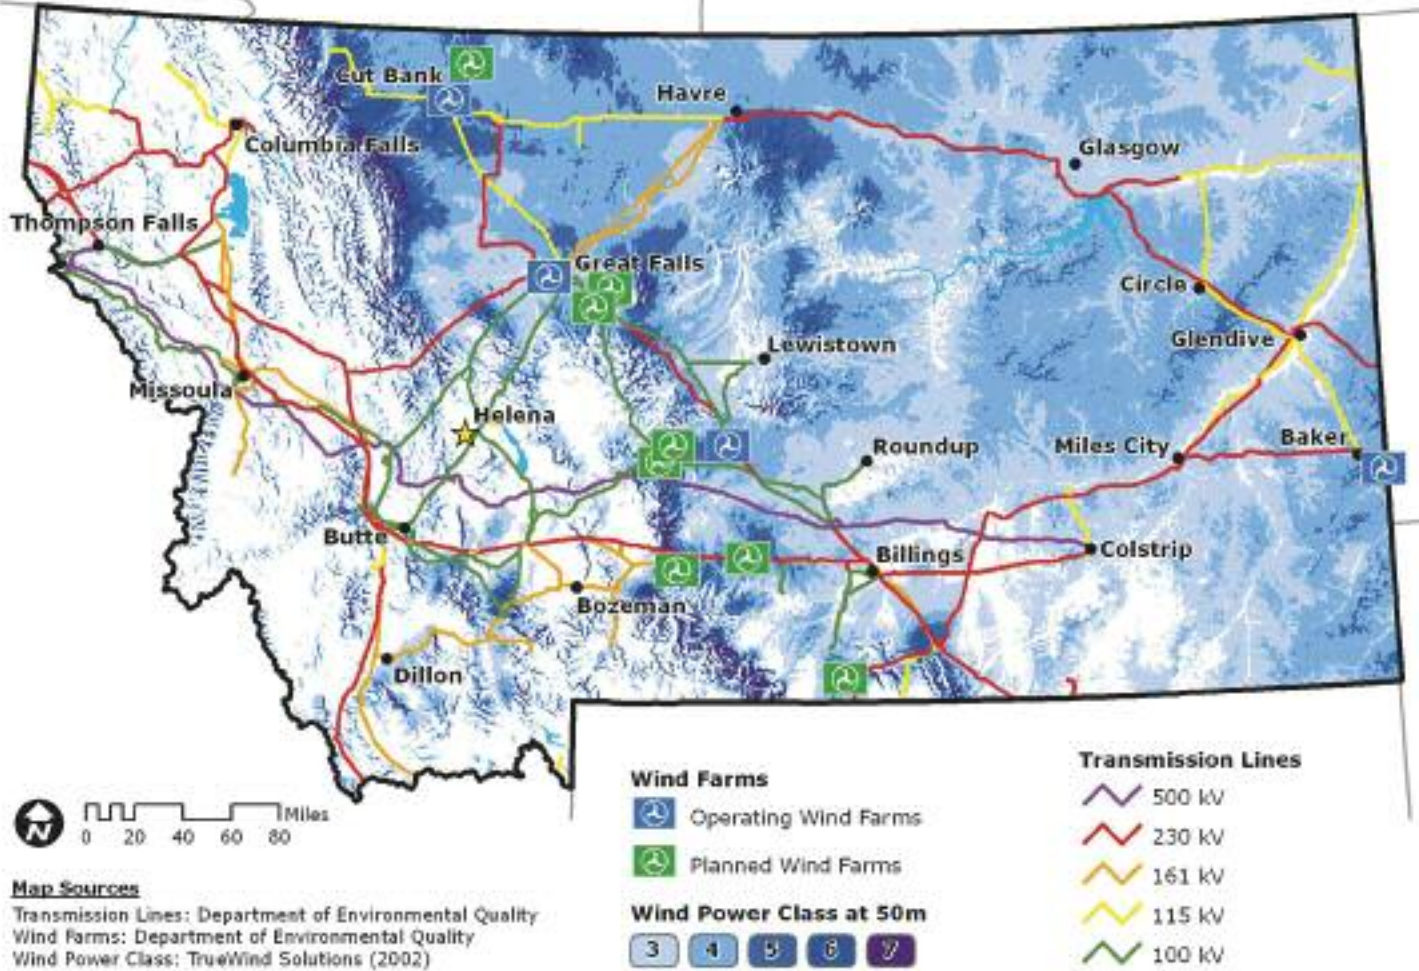 Cut Bank
Havre
Columbia Falls
Glasgow
Thompson Falls
Great Falls
Circle
Glendive
Lewistown
Missoula
Helena
Roundup
Miles City
Baker
Butte
Billings
Colstrip
Bozeman
Dillon
N
Miles
0 20 40 60 80
Map Sources
Transmission Lines: Department of Environmental Quality
Wind Farms: Department of Environmental Quality
Wind Power Class: TrueWind Solutions (2002)
Wind Farms
Operating Wind Farms
Planned Wind Farms
Wind Power Class at 50m
3 4 5 6 7
Transmission Lines
500 kV
230 kV
161 kV
115 kV
100 kV